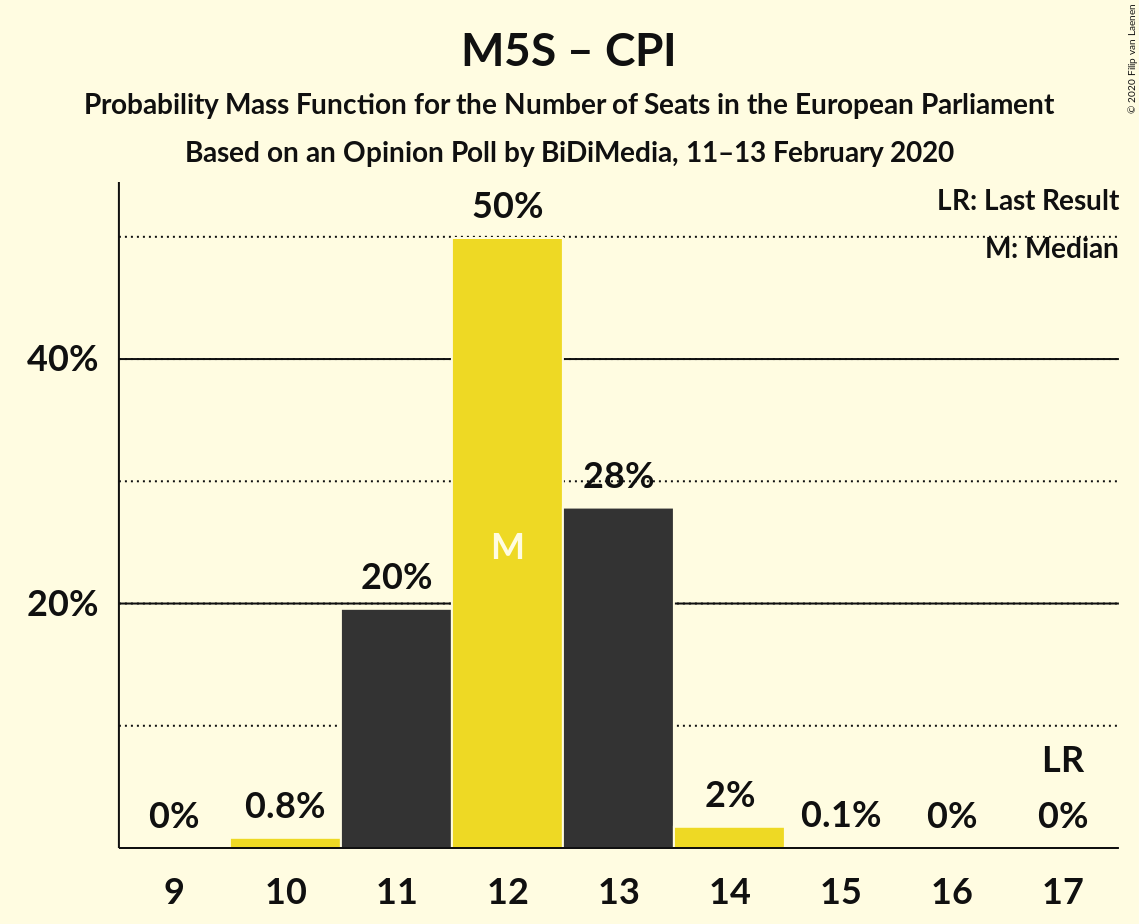 M5S – CPI
Probability Mass Function for the Number of Seats in the European Parliament
Based on an Opinion Poll by BiDiMedia, 11–13 February 2020
© 2020 Filip van Laenen
LR: Last Result
M: Median
50%
40%
28%
M
20%
20%
LR
0%
0.8%
2%
0.1%
0%
0%
9 10 11 12 13 14 15 16 17